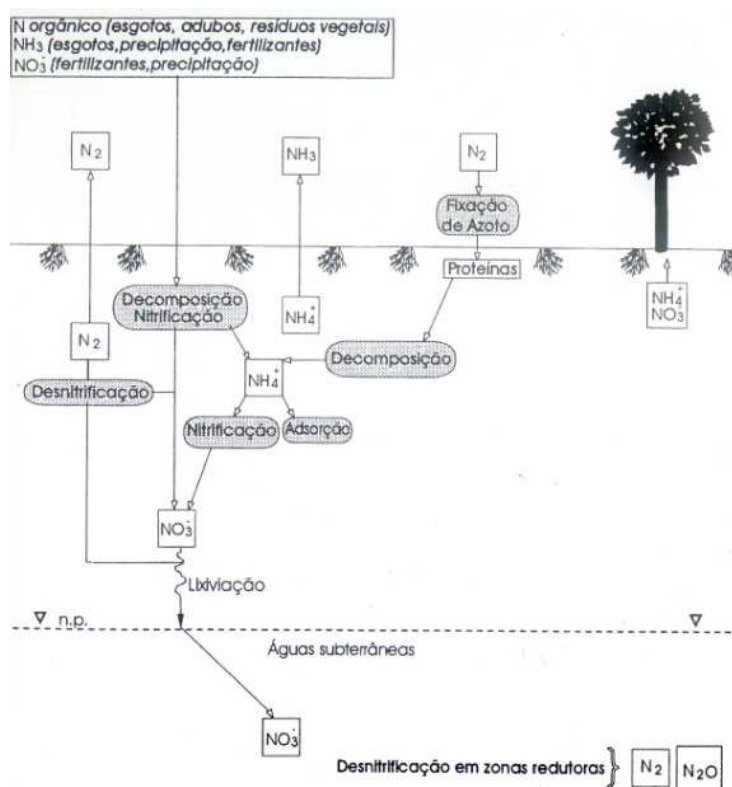 N orgânico (esgotos, adubos, resíduos vegetais)
NH3 (esgotos,precipitação,fertilizantes)
NO3- (fertilizantes,precipitação)
N2
NH3
N2
Fixação
de Azoto
Proteínas
Decomposição
Nitrificação
NH4+
NH4+
NO3-
N2
Decomposição
NH4+
Desnitrificação
Nitrificação
Adsorção
NO3-
Lixiviação
n.p.
Águas subterrâneas
NO3-
Desnitrificação em zonas redutoras
N2
N2O